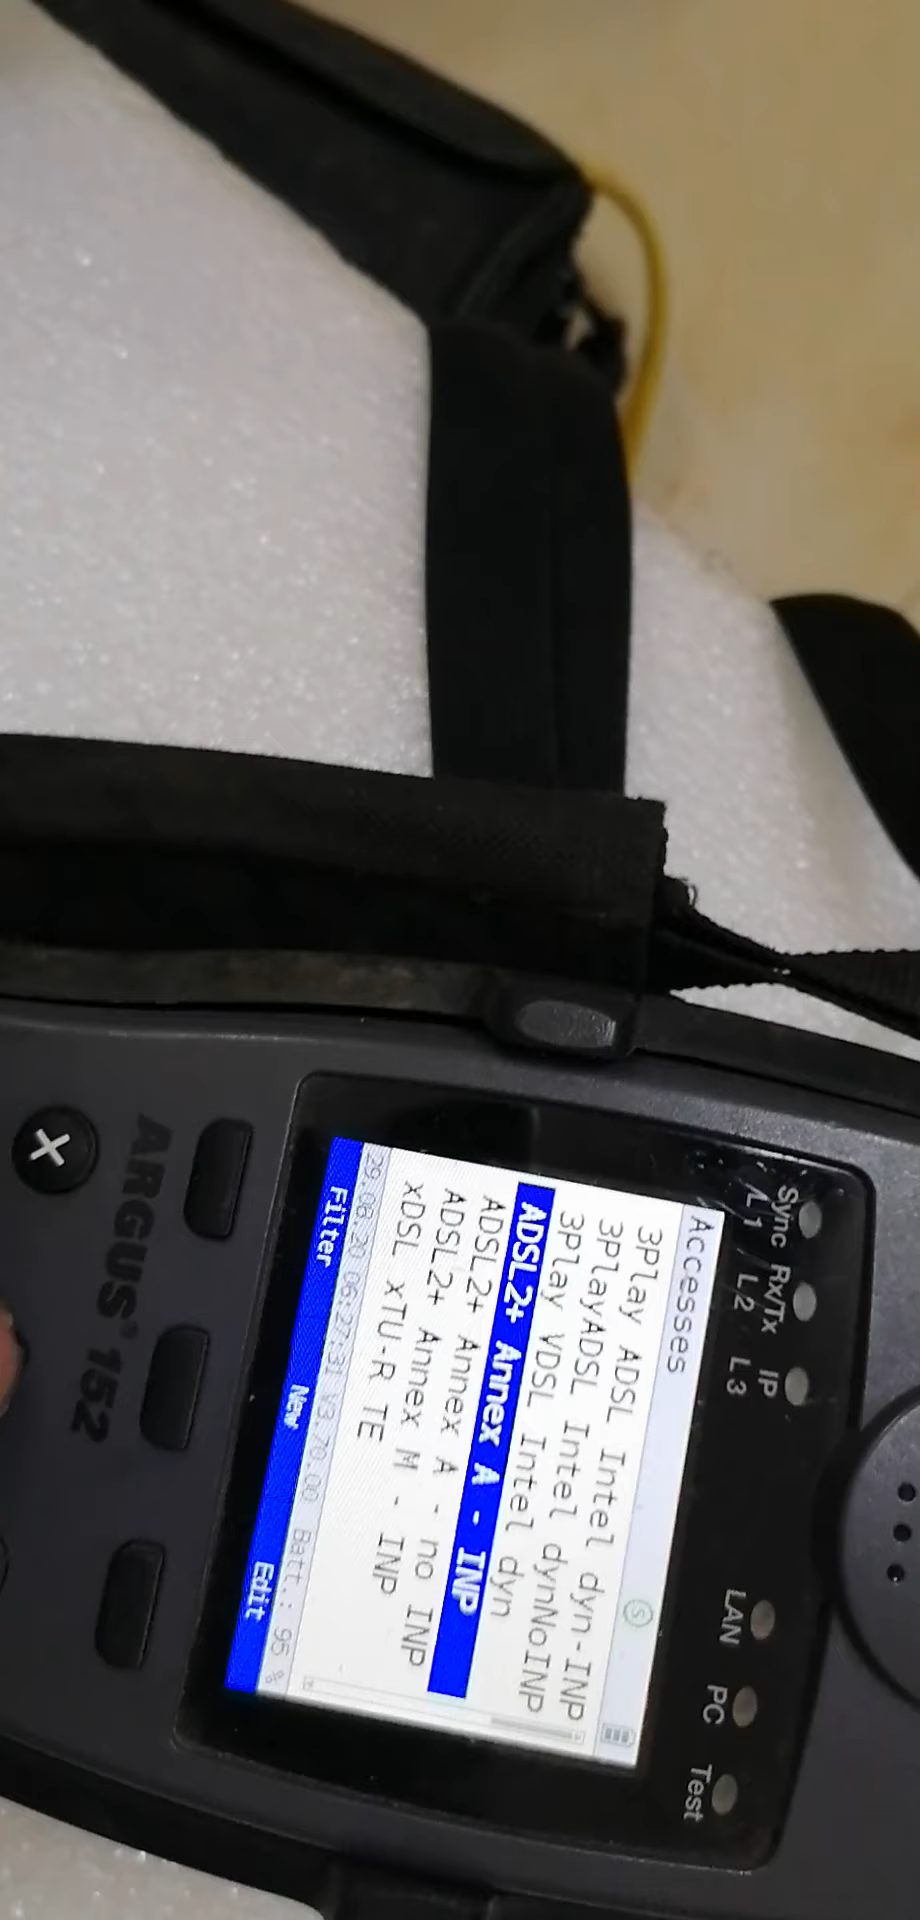 Sync Rx/Tx IP LAN PC Test
L1 L2 L3
Accesses
3Play ADSL Intel dyn-INP
3PlayADSL Intel dynNoINP
3Play VDSL Intel dyn
ADSL2+ Annex A - INP
ADSL2+ Annex A - no INP
ADSL2+ Annex M - INP
xDSL xTU-R TE
29.08.20 06:27:31 V3.70.00 Batt.: 95 %
Filter New Edit
ARGUS® 152